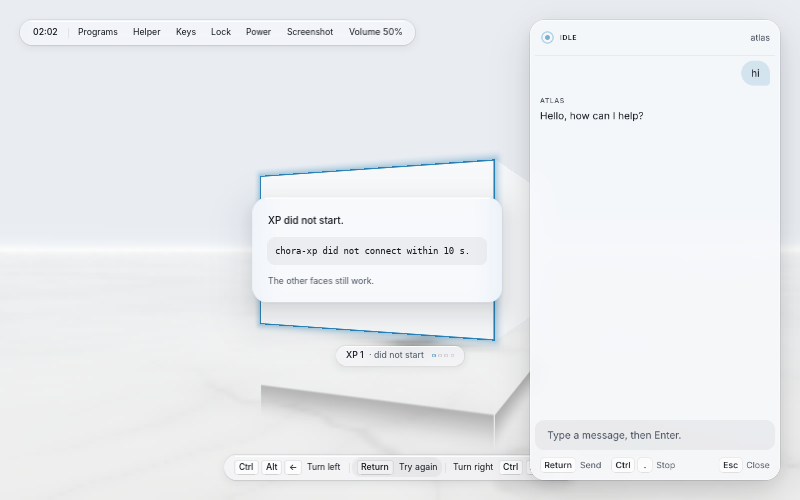 02:02 Programs Helper Keys Lock Power Screenshot Volume 50%
IDLE atlas
hi
ATLAS
Hello, how can I help?
XP did not start.
chora-xp did not connect within 10 s.
The other faces still work.
XP 1 · did not start
Type a message, then Enter.
Ctrl Alt ← Turn left Return Try again Turn right Ctrl
Return Send Ctrl . Stop Esc Close